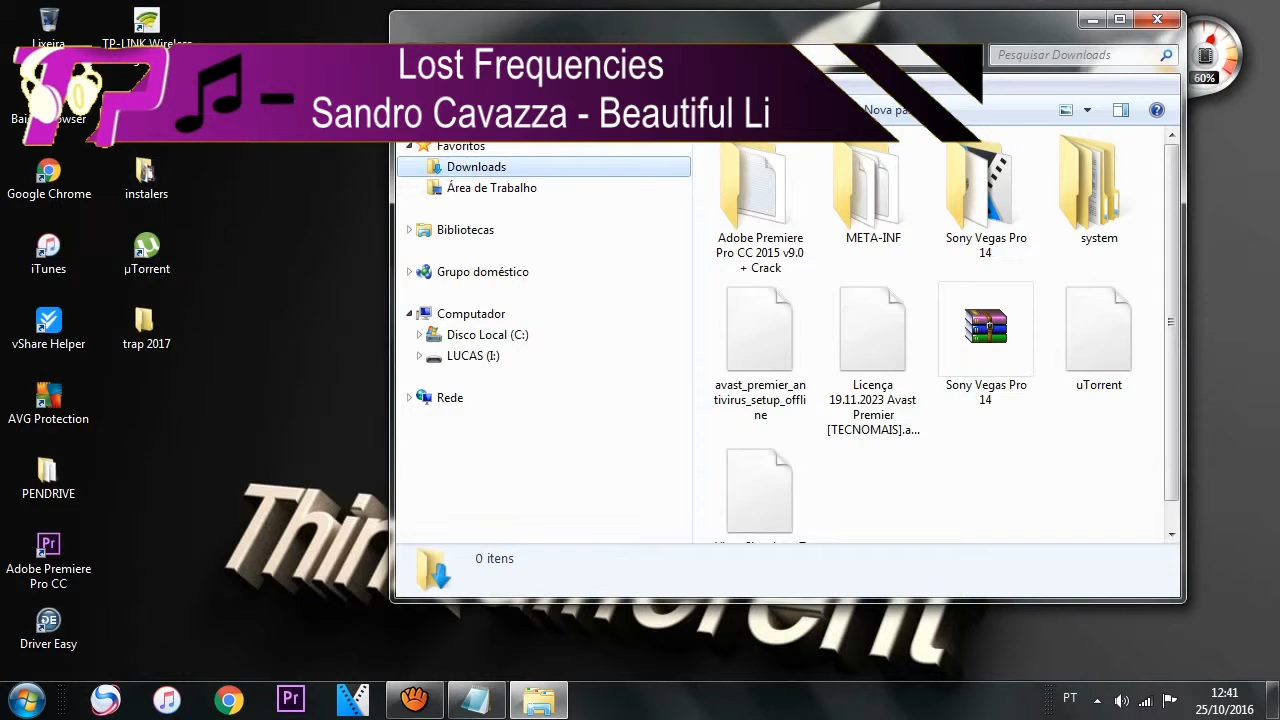 Lixeira
TP-LINK Wireless
Lost Frequencies
Sandro Cavazza - Beautiful Li
TP
Pesquisar Downloads
60%
Nova pa
Google Chrome
instalers
iTunes
µTorrent
vShare Helper
trap 2017
AVG Protection
PENDRIVE
Adobe Premiere
Pro CC
Driver Easy
Favoritos
Downloads
Área de Trabalho
Bibliotecas
Grupo doméstico
Computador
Disco Local (C:)
LUCAS (I:)
Rede
Adobe Premiere
Pro CC 2015 v9.0
+ Crack
META-INF
Sony Vegas Pro
14
system
avast_premier_an
tivirus_setup_offli
ne
Licença
19.11.2023 Avast
Premier
[TECNOMAIS].a...
Sony Vegas Pro
14
uTorrent
0 itens
Pr
PT
12:41
25/10/2016